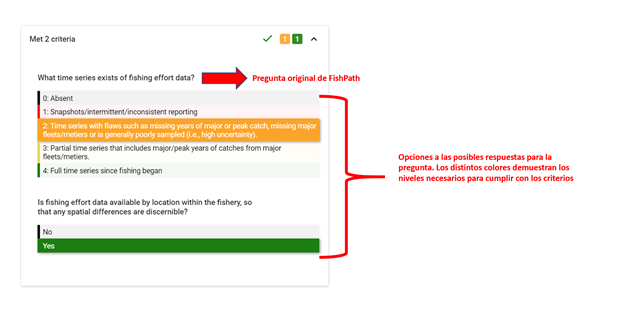 Met 2 criteria
1 1
What time series exists of fishing effort data?
Pregunta original de FishPath
0: Absent
1: Snapshots/intermittent/inconsistent reporting
2: Time series with flaws such as missing years of major or peak catch, missing major
fleets/metiers or is generally poorly sampled (i.e., high uncertainty).
3: Partial time series that includes major/peak years of catches from major
fleets/metiers.
4: Full time series since fishing began
Opciones a las posibles respuestas para la
pregunta. Los distintos colores demuestran los
niveles necesarios para cumplir con los criterios
Is fishing effort data available by location within the fishery, so
that any spatial differences are discernible?
No
Yes